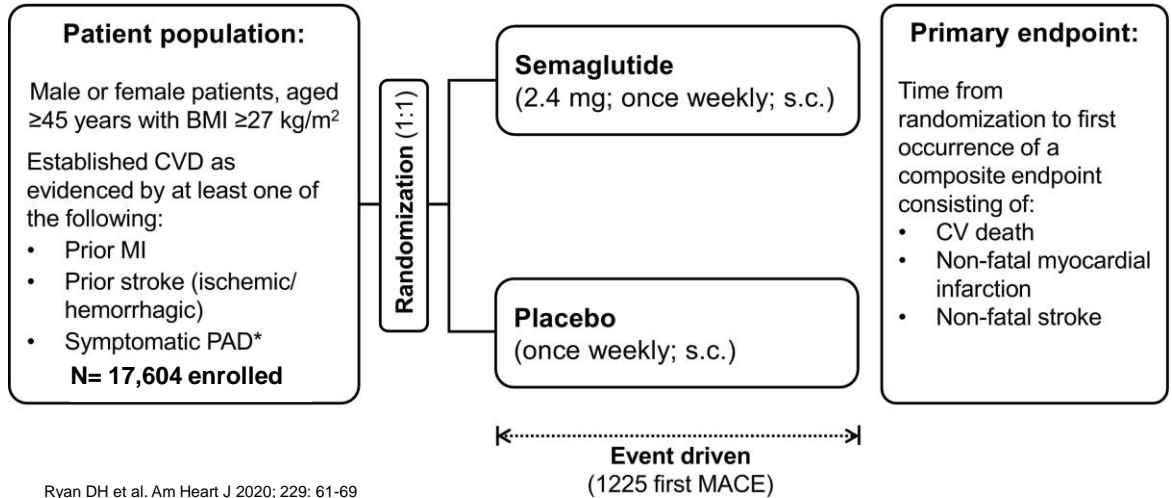 Patient population:
Male or female patients, aged
≥45 years with BMI ≥27 kg/m²
Established CVD as
evidenced by at least one of
the following:
• Prior MI
• Prior stroke (ischemic/
hemorrhagic)
• Symptomatic PAD*
N= 17,604 enrolled
Randomization (1:1)
Semaglutide
(2.4 mg; once weekly; s.c.)
Placebo
(once weekly; s.c.)
Event driven
(1225 first MACE)
Primary endpoint:
Time from
randomization to first
occurrence of a
composite endpoint
consisting of:
• CV death
• Non-fatal myocardial
infarction
• Non-fatal stroke
Ryan DH et al. Am Heart J 2020; 229: 61-69